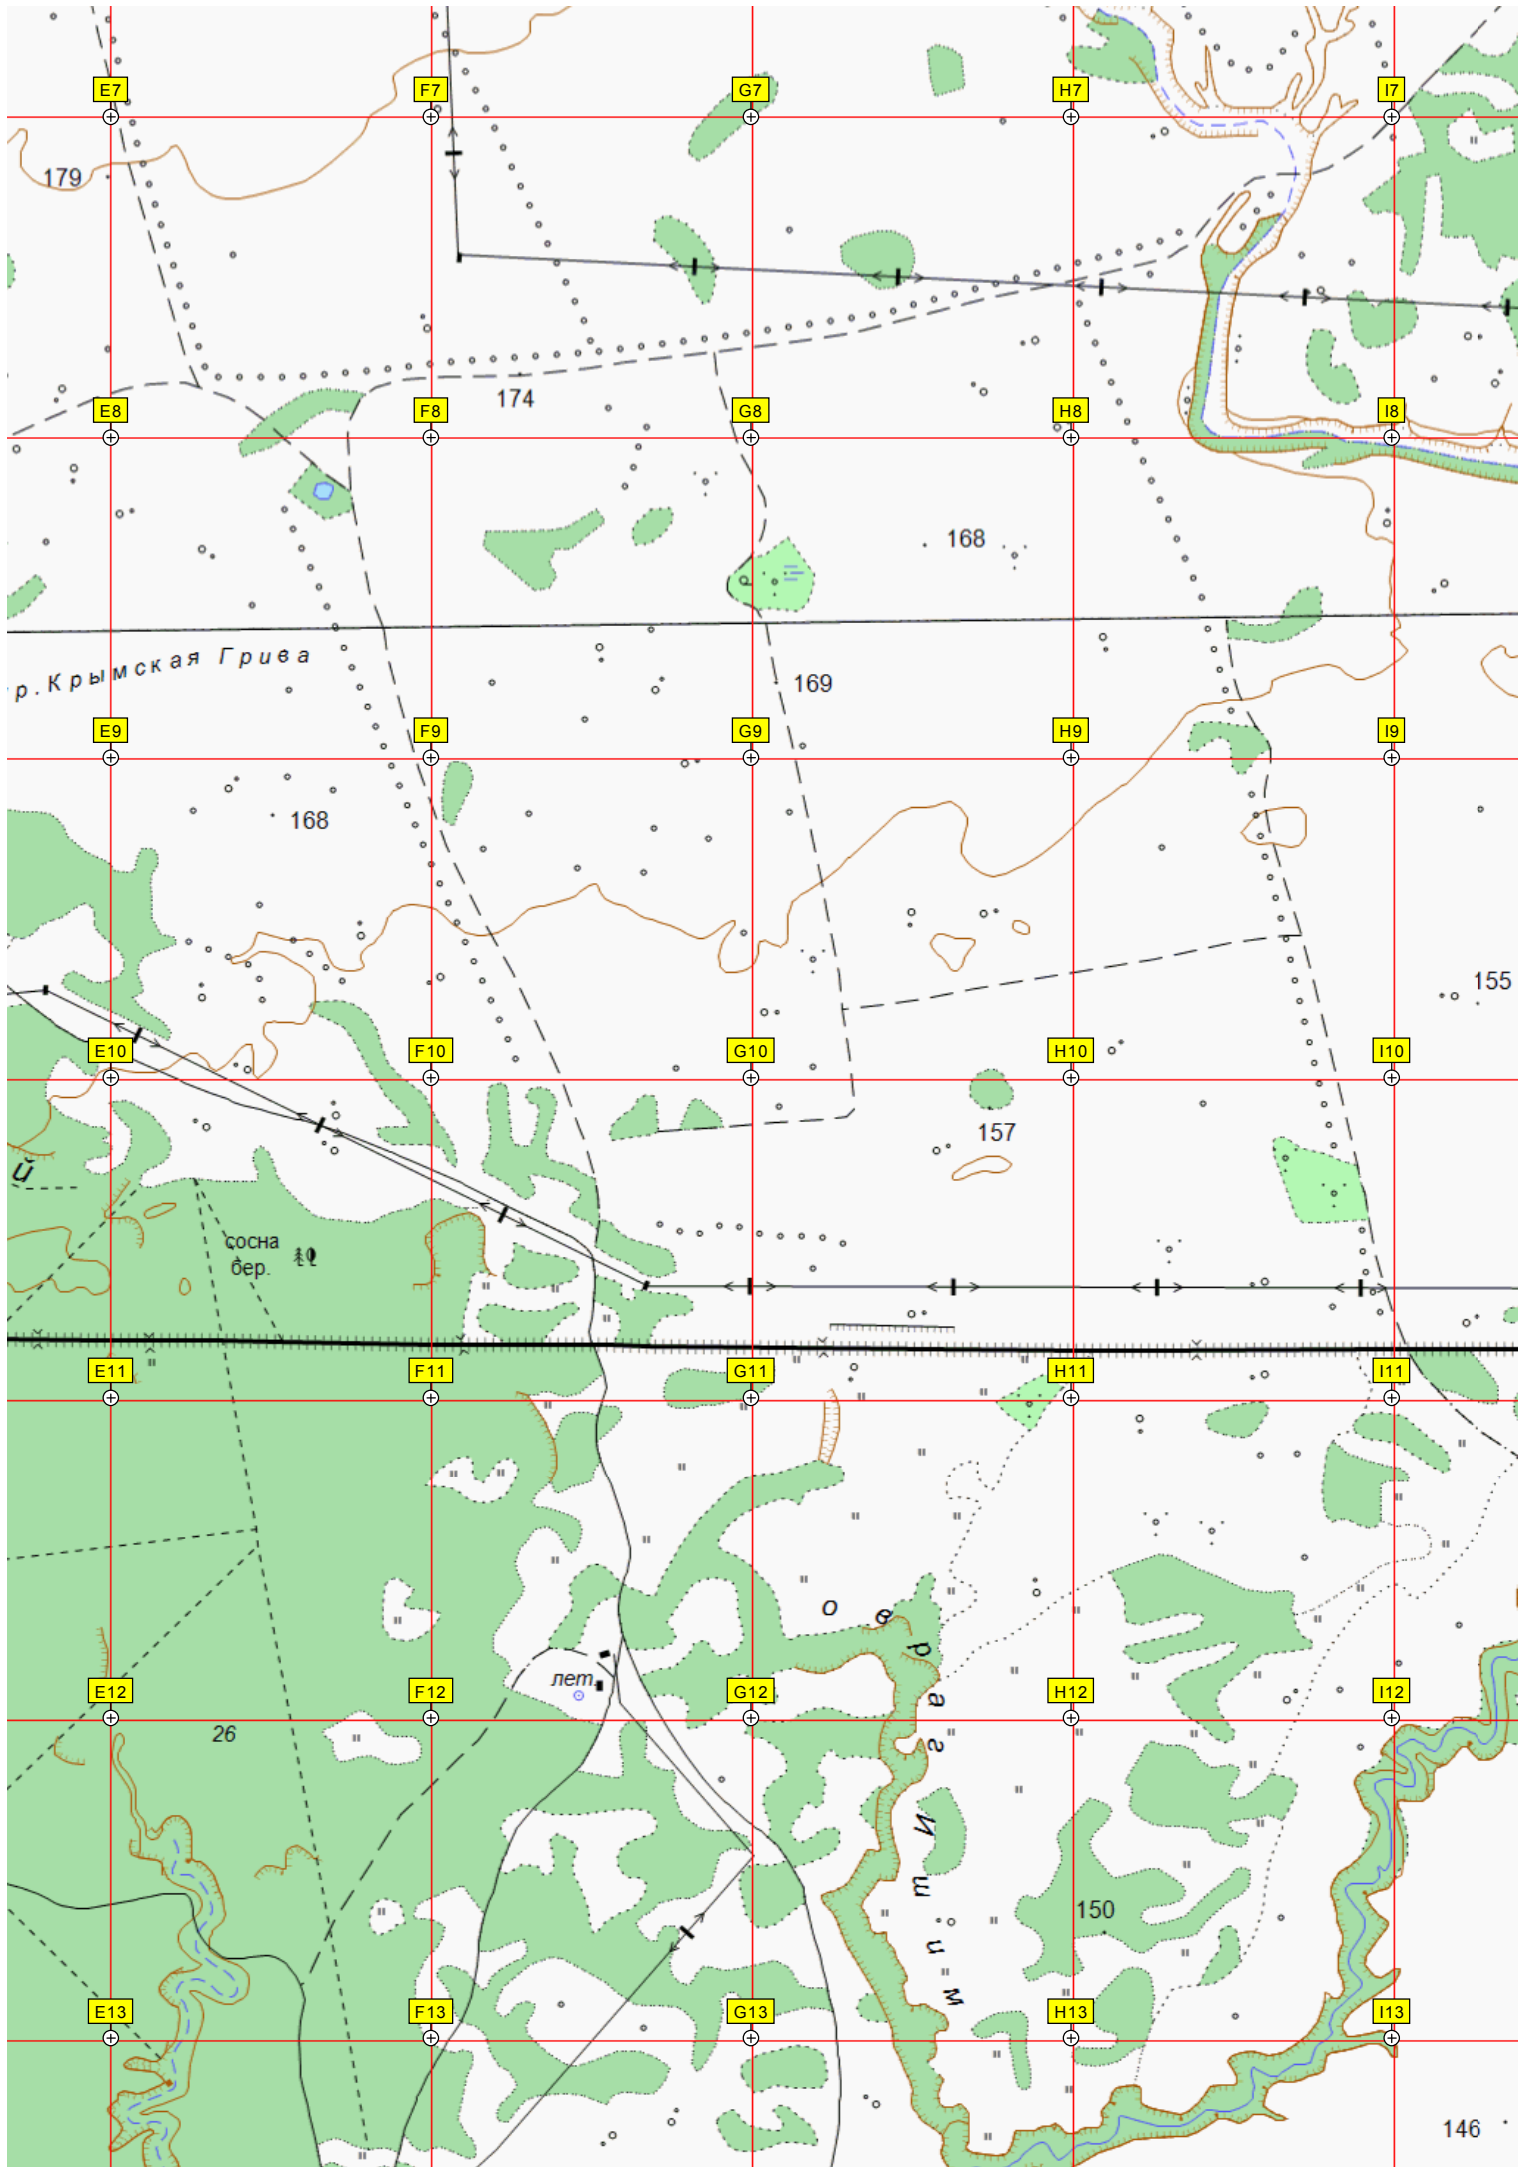 E7
F7
G7
H7
I7
179
E8
F8
174
G8
H8
I8
168
р. Крымская Грива
169
E9
F9
G9
H9
I9
168
155
E10
F10
G10
H10
I10
157
й
сосна
бер.
E11
F11
G11
H11
I11
овраг Ишим
лет.
E12
F12
G12
H12
I12
26
150
E13
F13
G13
H13
I13
146